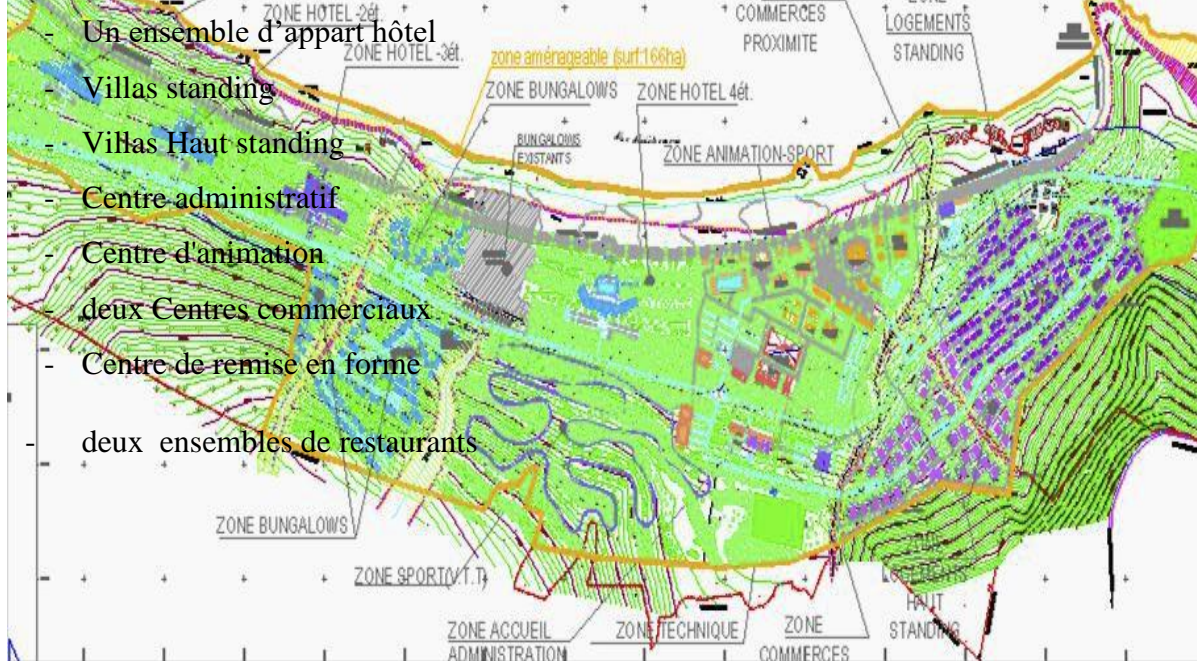 - Un ensemble d’appart hôtel
- Villas standing
- Villas Haut standing
- Centre administratif
- Centre d'animation
- deux Centres commerciaux
- Centre de remise en forme
- deux ensembles de restaurants
ZONE HOTEL -2ét.
ZONE HOTEL -3ét.
zone aménageable (surf:166ha)
ZONE BUNGALOWS
BUNGALOWS
EXISTANTS
ZONE HOTEL 4ét.
COMMERCES
PROXIMITE
ZONE ANIMATION-SPORT
LOGEMENTS
STANDING
ZONE BUNGALOWS
ZONE SPORT(V.T.T)
ZONE ACCUEIL
ADMINISTRATION
ZONE TECHNIQUE
ZONE
COMMERCES
LOGEMENTS
HAUT
STANDING